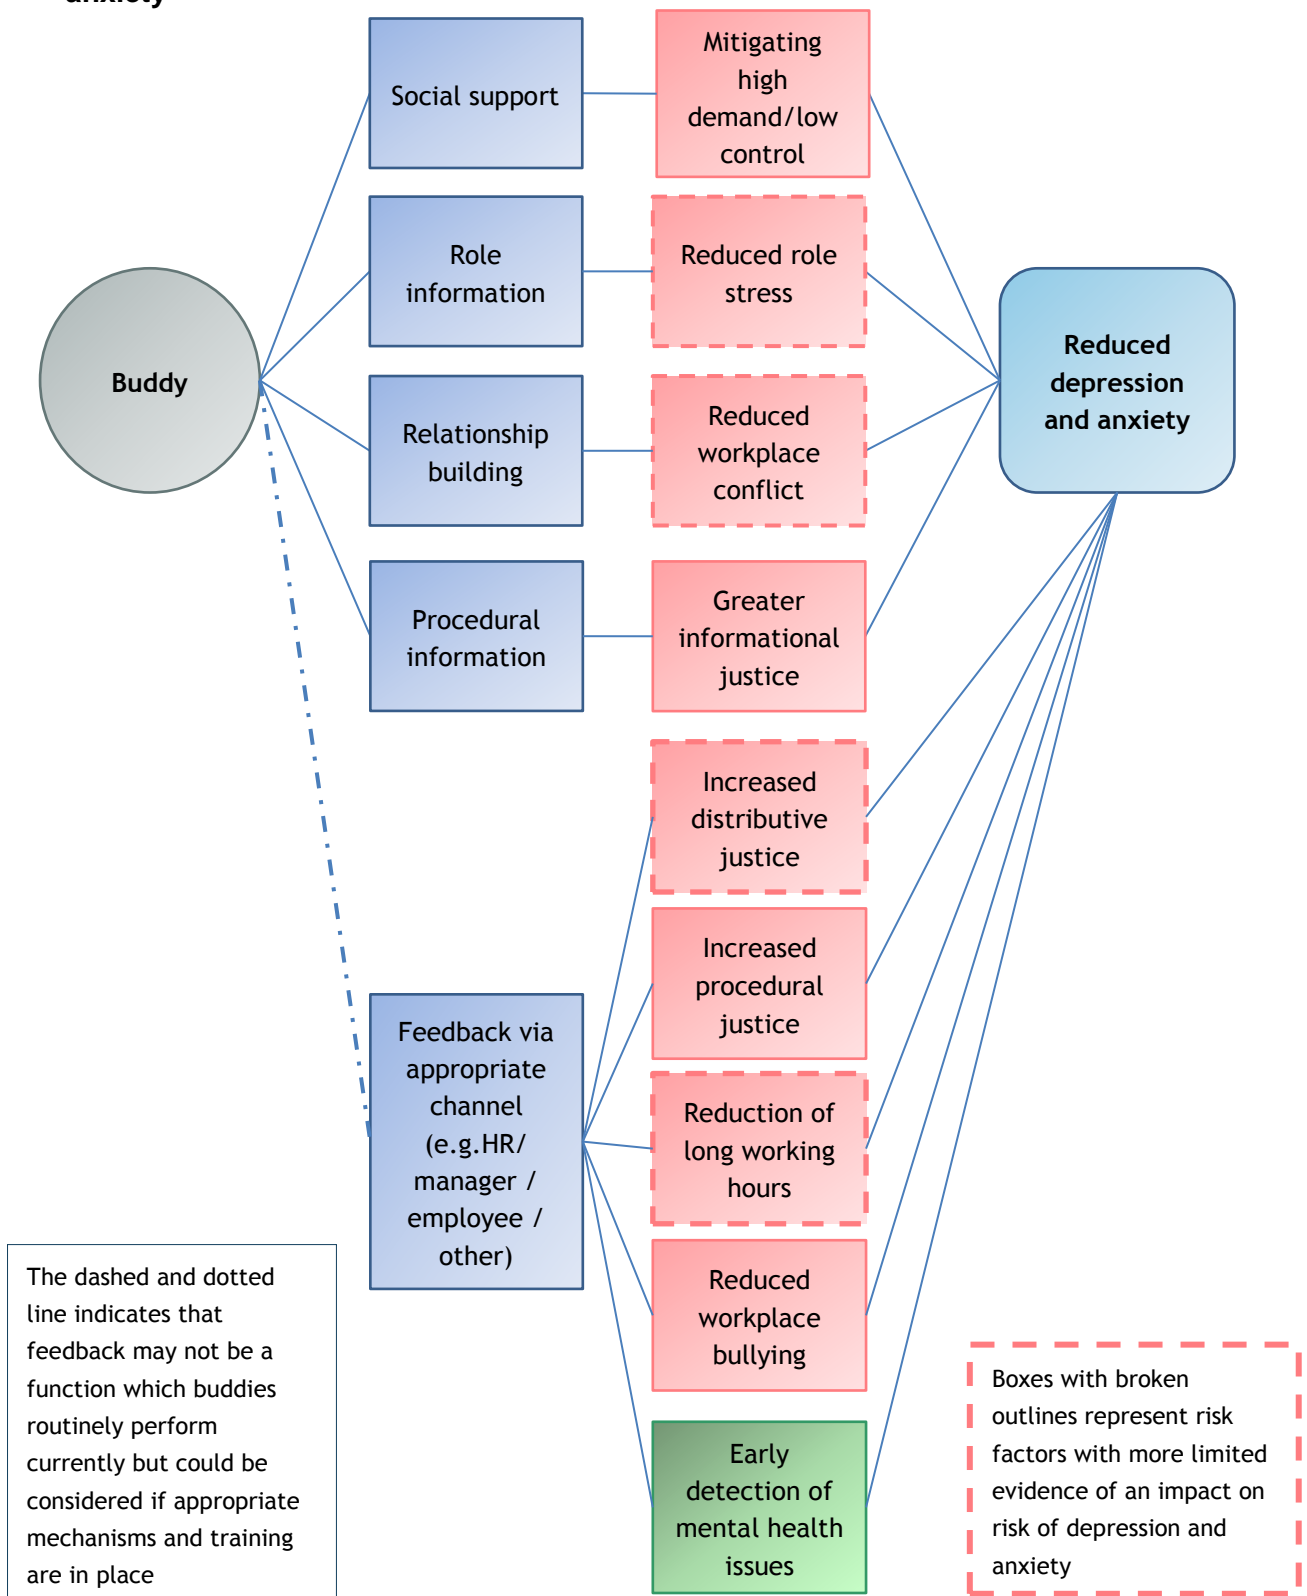 anxiety
Social support
Mitigating
high
demand/low
control
Role
information
Reduced role
stress
Buddy
Reduced
depression
and anxiety
Relationship
building
Reduced
workplace
conflict
Procedural
information
Greater
informational
justice
Increased
distributive
justice
Increased
procedural
justice
Feedback via
appropriate
channel
(e.g.HR/
manager /
employee /
other)
Reduction of
long working
hours
Reduced
workplace
bullying
Early
detection of
mental health
issues
The dashed and dotted
line indicates that
feedback may not be a
function which buddies
routinely perform
currently but could be
considered if appropriate
mechanisms and training
are in place
Boxes with broken
outlines represent risk
factors with more limited
evidence of an impact on
risk of depression and
anxiety